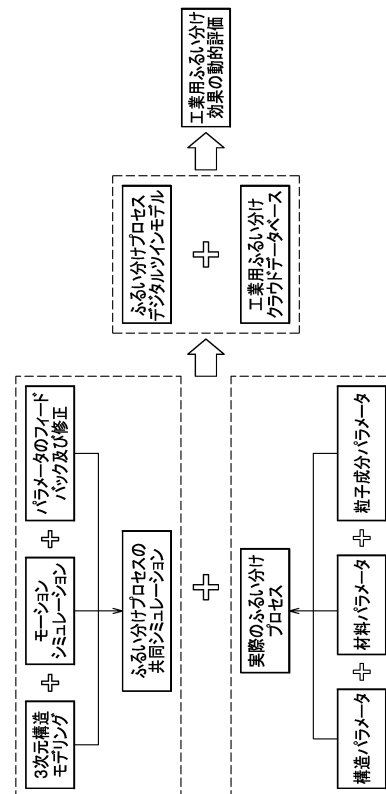 3次元構造
モデリング
モーション
シミュレーション
パラメータのフィード
バック及び修正
ふるい分けプロセスの
共同シミュレーション
実際のふるい分け
プロセス
構造パラメータ
材料パラメータ
粒子成分パラメータ
ふるい分けプロセス
デジタルツインモデル
工業用ふるい分け
クラウドデータベース
工業用ふるい分け
効果の動的評価